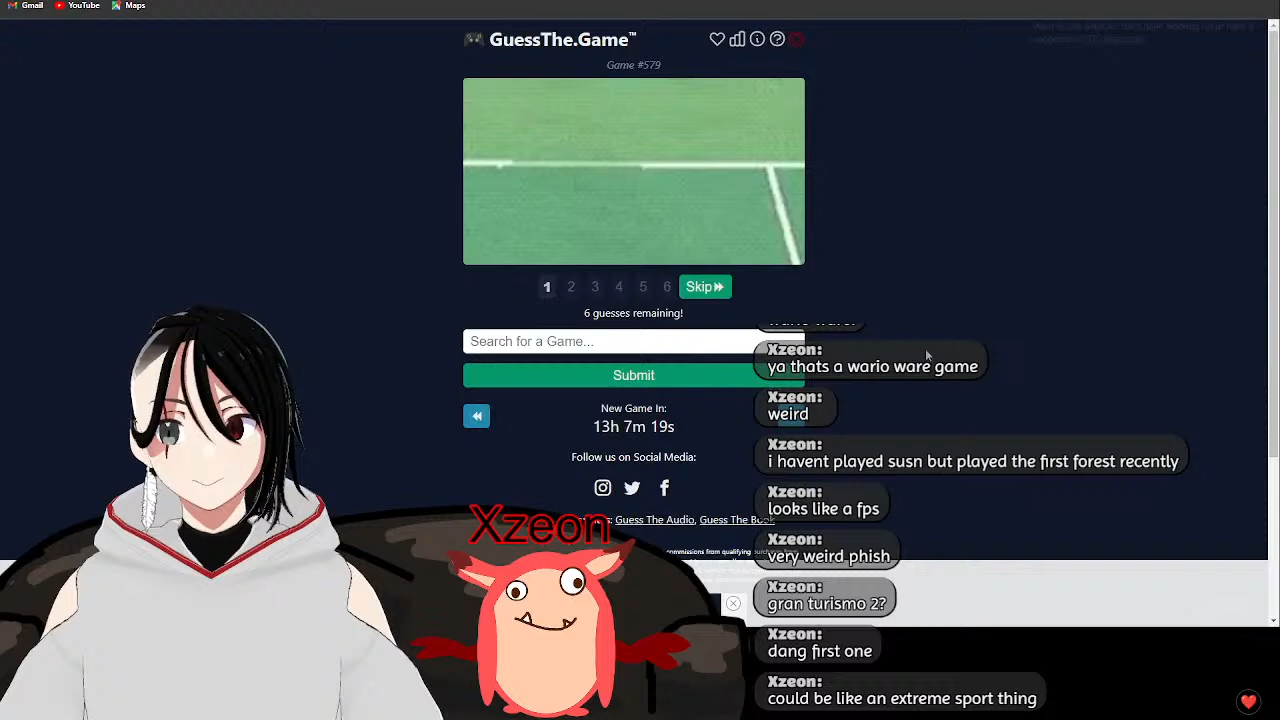 Gmail
YouTube
Maps
GuessThe.Game™
Game #579
1 2 3 4 5 6 Skip
6 guesses remaining!
Search for a Game...
Submit
New Game In:
13h 7m 19s
Follow us on Social Media:
Guess The Audio, Guess The Book
commissions from qualifying
Xzeon
Xzeon:
ya thats a wario ware game
Xzeon:
weird
Xzeon:
i havent played susn but played the first forest recently
Xzeon:
looks like a fps
Xzeon:
very weird phish
Xzeon:
gran turismo 2?
Xzeon:
dang first one
Xzeon:
could be like an extreme sport thing